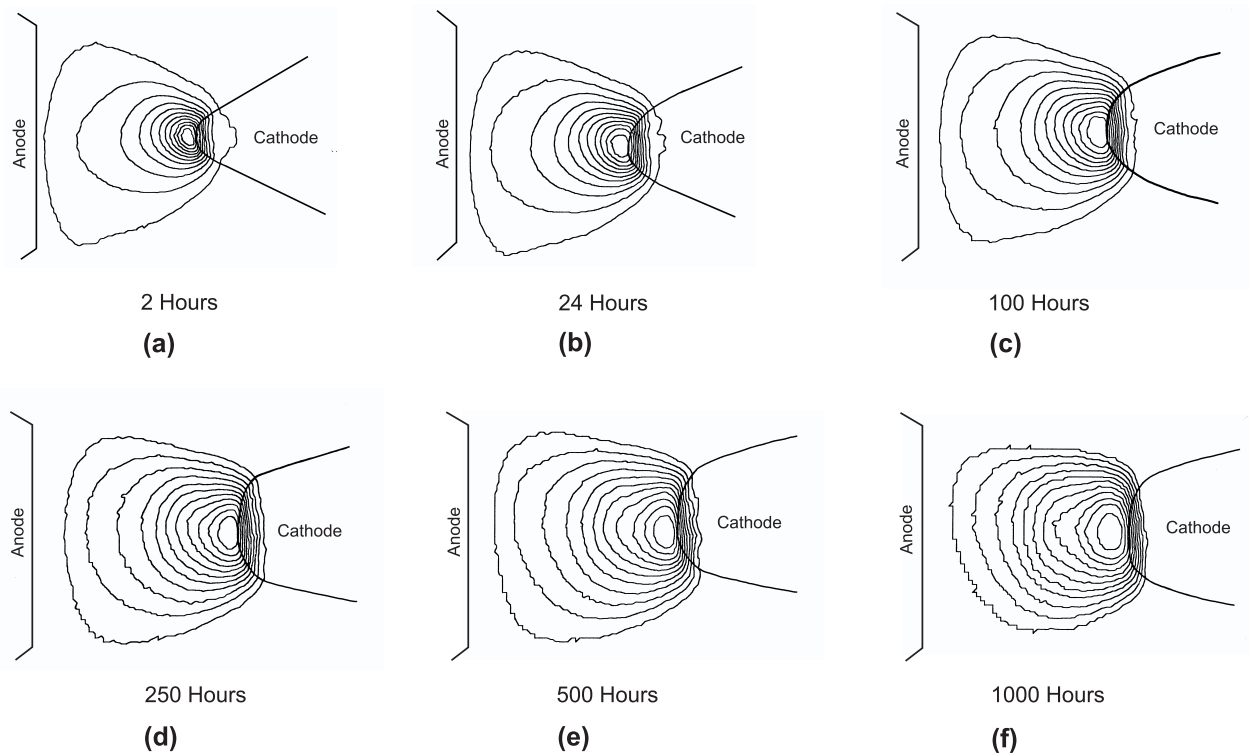 Anode
Cathode
2 Hours
(a)
Anode
Cathode
24 Hours
(b)
Anode
Cathode
100 Hours
(c)
Anode
Cathode
250 Hours
(d)
Anode
Cathode
500 Hours
(e)
Anode
Cathode
1000 Hours
(f)